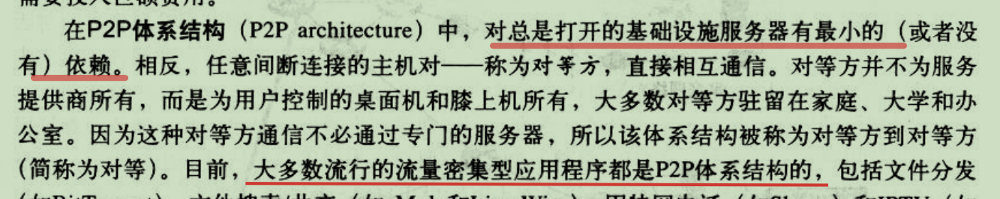 在P2P体系结构（P2P architecture）中，对总是打开的基础设施服务器有最小的（或者没
有）依赖。相反，任意间断连接的主机对——称为对等方，直接相互通信。对等方并不为服务
提供商所有，而是为用户控制的桌面机和膝上机所有，大多数对等方驻留在家庭、大学和办
公室。因为这种对等方通信不必通过专门的服务器，所以该体系结构被称为对等方到对等方
(简称为对等)。目前，大多数流行的流量密集型应用程序都是P2P体系结构的，包括文件分发